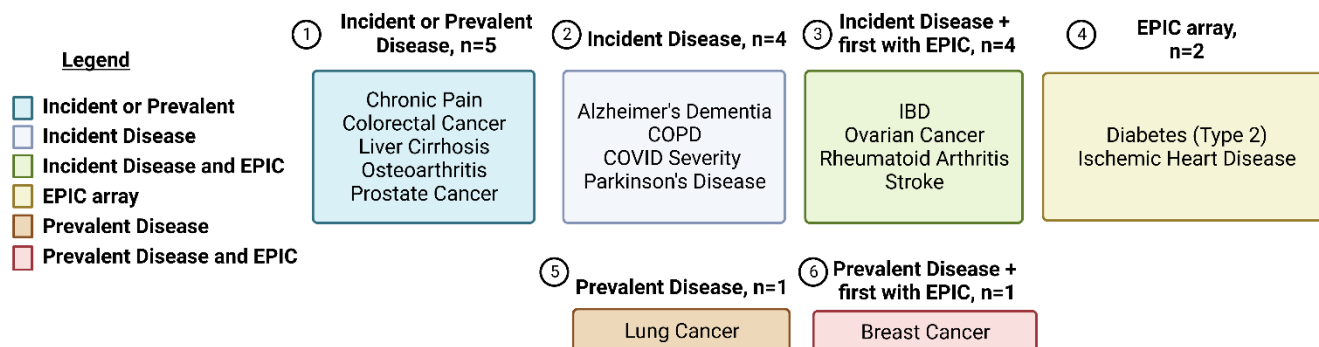 Legend
Incident or Prevalent
Incident Disease
Incident Disease and EPIC
EPIC array
Prevalent Disease
Prevalent Disease and EPIC
1
Incident or Prevalent
Disease, n=5
Chronic Pain
Colorectal Cancer
Liver Cirrhosis
Osteoarthritis
Prostate Cancer
2
Incident Disease, n=4
Alzheimer's Dementia
COPD
COVID Severity
Parkinson's Disease
3
Incident Disease +
first with EPIC, n=4
IBD
Ovarian Cancer
Rheumatoid Arthritis
Stroke
4
EPIC array,
n=2
Diabetes (Type 2)
Ischemic Heart Disease
5
Prevalent Disease, n=1
Lung Cancer
6
Prevalent Disease +
first with EPIC, n=1
Breast Cancer